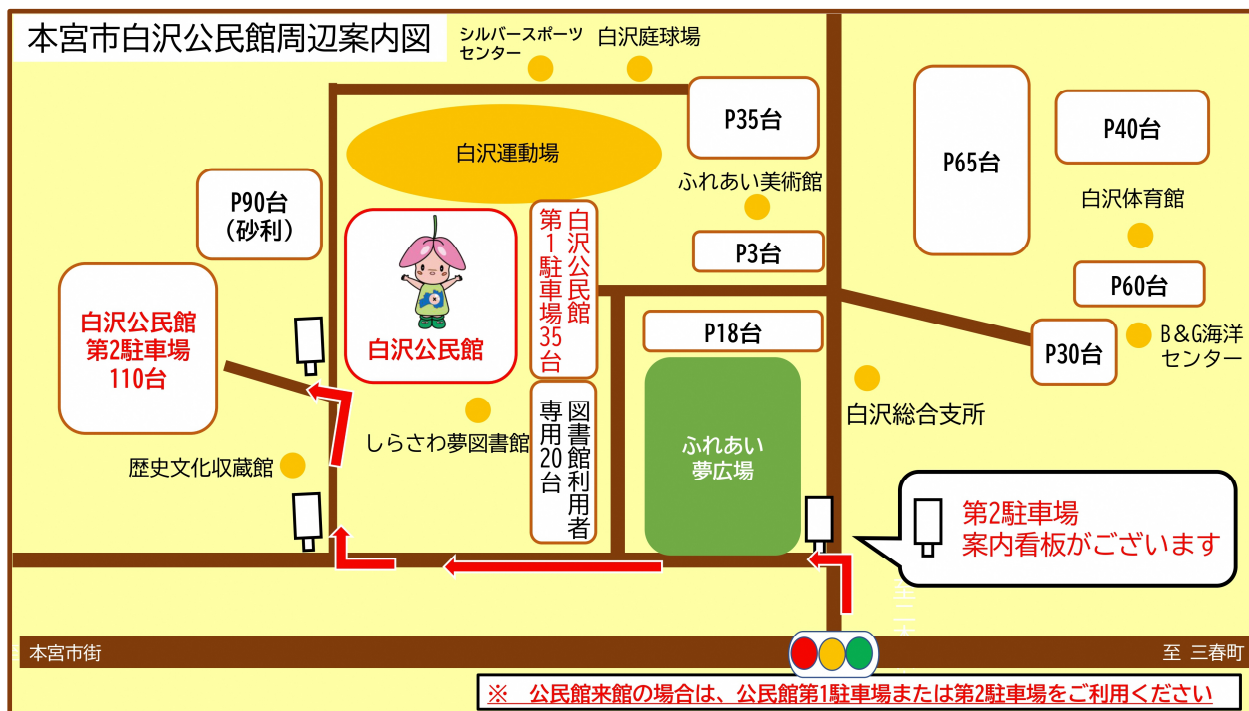 本宮市白沢公民館周辺案内図
シルバースポーツ
センター
白沢庭球場
P35台
P65台
P40台
白沢運動場
ふれあい美術館
白沢体育館
P90台
（砂利）
白沢公民館
第1駐車場35台
P3台
P60台
白沢公民館
第2駐車場
110台
白沢公民館
P18台
P30台
B＆G海洋
センター
白沢総合支所
しらさわ夢図書館
図書館利用者
専用20台
ふれあい
夢広場
歴史文化収蔵館
第2駐車場
案内看板がございます
本宮市街
至 三春町
※　公民館来館の場合は、公民館第1駐車場または第2駐車場をご利用ください